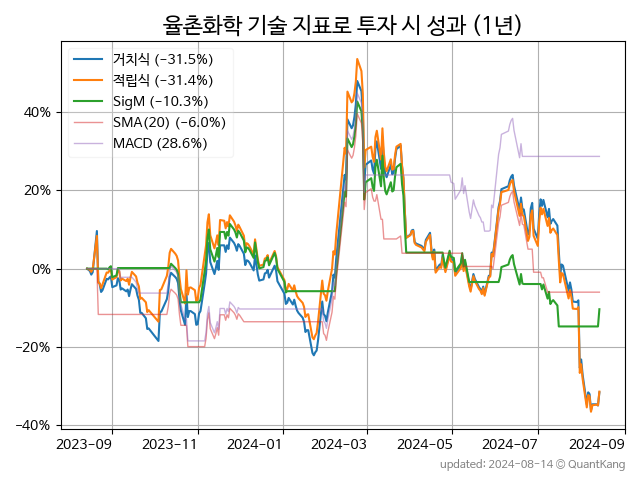 율촌화학 기술 지표로 투자 시 성과 (1년)
거치식 (-31.5%)
적립식 (-31.4%)
SigM (-10.3%)
SMA(20) (-6.0%)
MACD (28.6%)
40%
20%
0%
-20%
-40%
2023-09 2023-11 2024-01 2024-03 2024-05 2024-07 2024-09
updated: 2024-08-14 © QuantKang